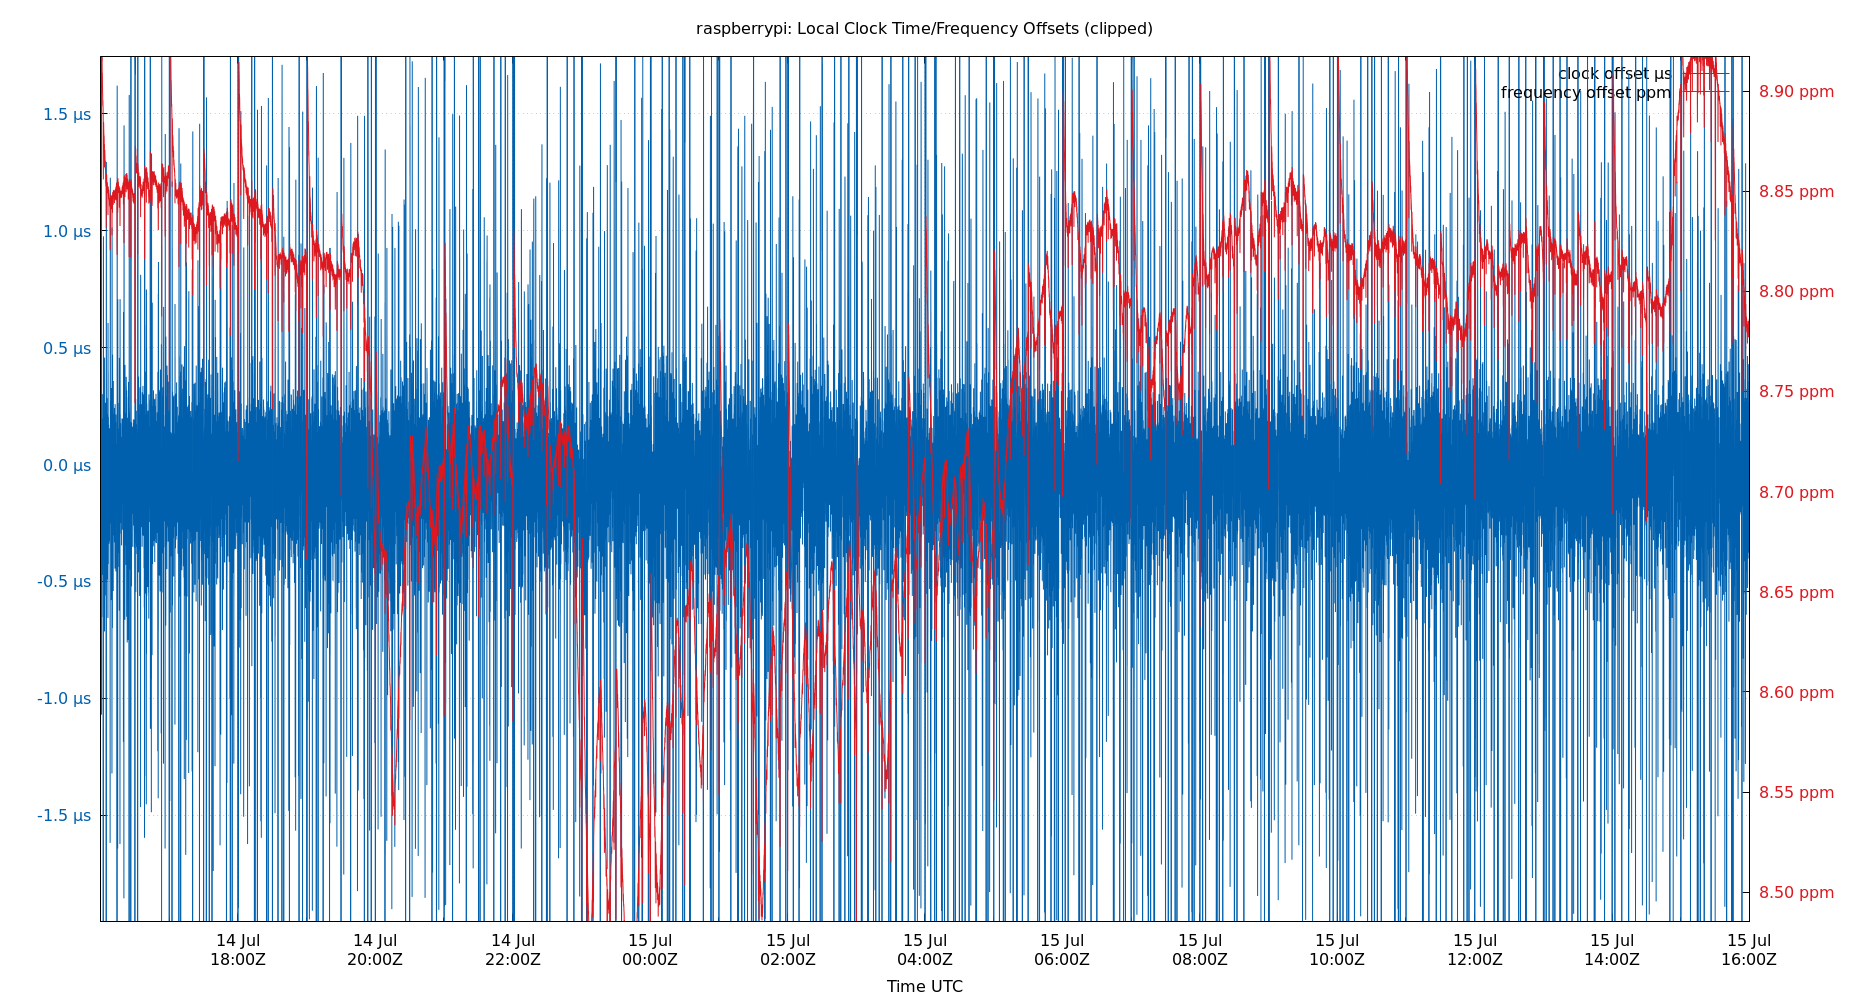 raspberrypi: Local Clock Time/Frequency Offsets (clipped)
clock offset µs
frequency offset ppm
1.5 µs
1.0 µs
0.5 µs
0.0 µs
-0.5 µs
-1.0 µs
-1.5 µs
8.90 ppm
8.85 ppm
8.80 ppm
8.75 ppm
8.70 ppm
8.65 ppm
8.60 ppm
8.55 ppm
8.50 ppm
14 Jul 14 Jul 14 Jul 15 Jul 15 Jul 15 Jul 15 Jul 15 Jul 15 Jul 15 Jul 15 Jul 15 Jul
18:00Z 20:00Z 22:00Z 00:00Z 02:00Z 04:00Z 06:00Z 08:00Z 10:00Z 12:00Z 14:00Z 16:00Z
Time UTC